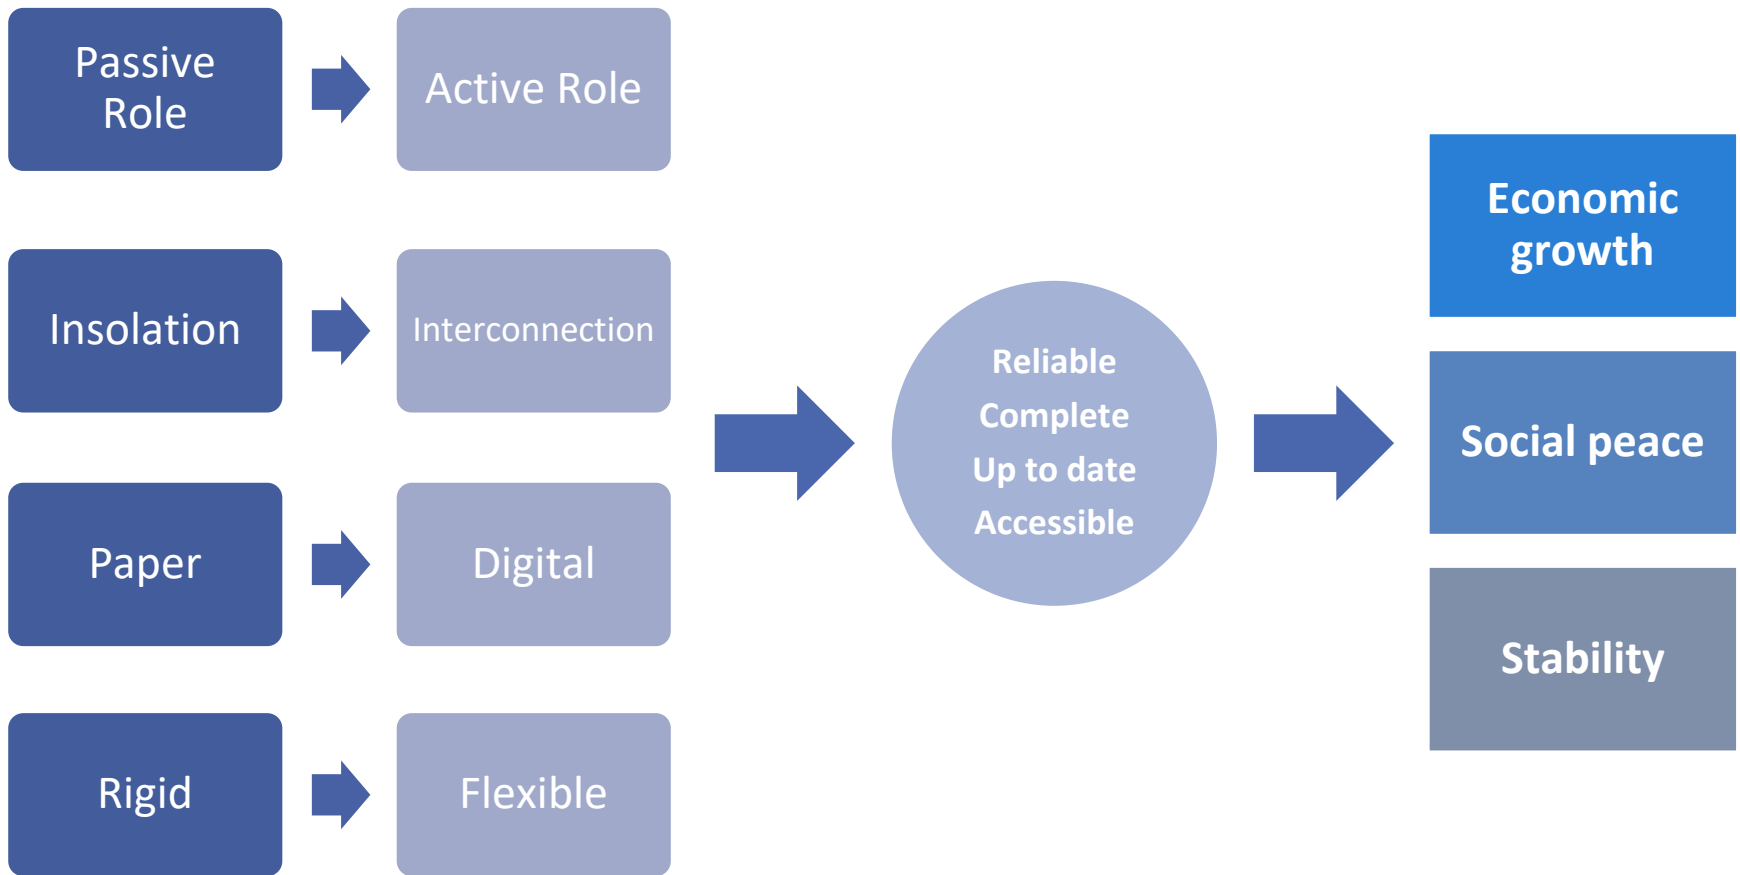 Passive
Role
Active Role
Insolation
Interconnection
Paper
Digital
Rigid
Flexible
Reliable
Complete
Up to date
Accessible
Economic
growth
Social peace
Stability